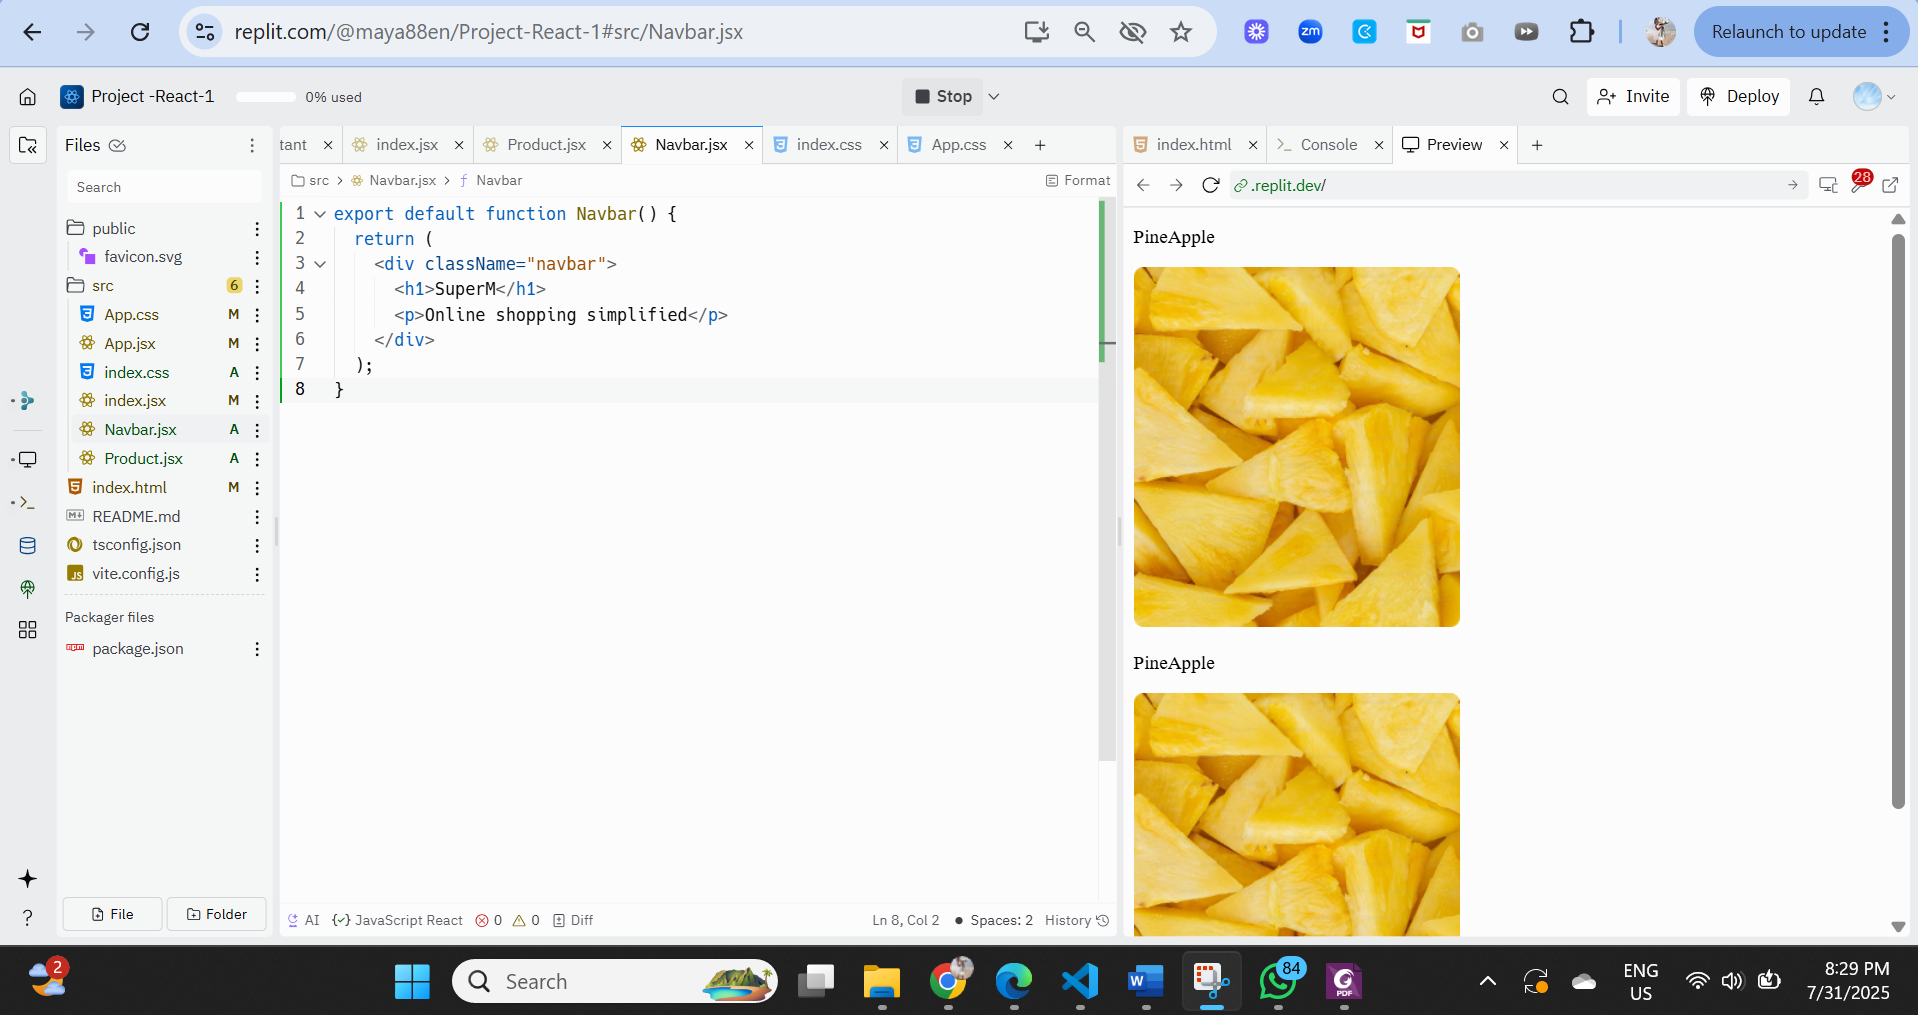 replit.com/@maya88en/Project-React-1#src/Navbar.jsx
zm
Relaunch to update
Project -React-1
0% used
Stop
Invite
Deploy
Files
tant
index.jsx
Product.jsx
Navbar.jsx
index.css
App.css
index.html
Console
Preview
Search
src
Navbar.jsx
Navbar
Format
.replit.dev/
28
public
favicon.svg
src
6
App.css
M
App.jsx
M
index.css
A
index.jsx
M
Navbar.jsx
A
Product.jsx
A
index.html
M
README.md
tsconfig.json
JS
vite.config.js
Packager files
package.json
File
Folder
1 export default function Navbar() {
2 return (
3 <div className="navbar">
4 <h1>SuperM</h1>
5 <p>Online shopping simplified</p>
6 </div>
7 );
8 }
PineApple
PineApple
AI
JavaScript React
0
0
Diff
Ln 8, Col 2
Spaces: 2
History
2
Search
84
PDF
ENG
US
8:29 PM
7/31/2025